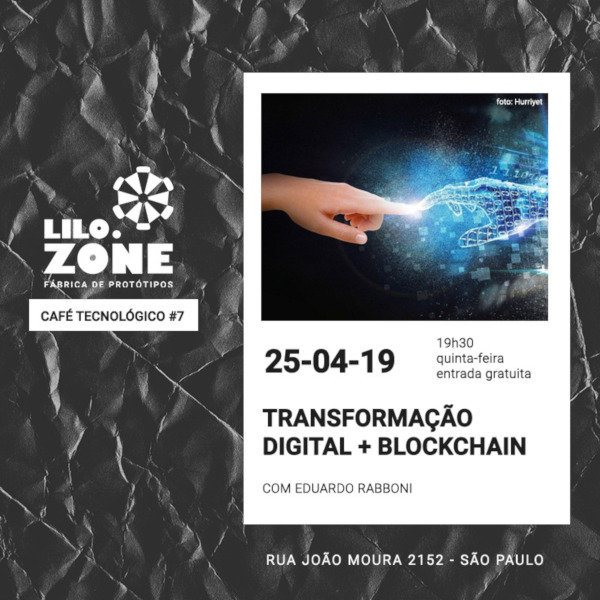 foto: Hurriyet
LILO.
ZONE
FÁBRICA DE PROTÓTIPOS
CAFÉ TECNOLÓGICO #7
25-04-19
19h30
quinta-feira
entrada gratuita
TRANSFORMAÇÃO
DIGITAL + BLOCKCHAIN
COM EDUARDO RABBONI
RUA JOÃO MOURA 2152 - SÃO PAULO